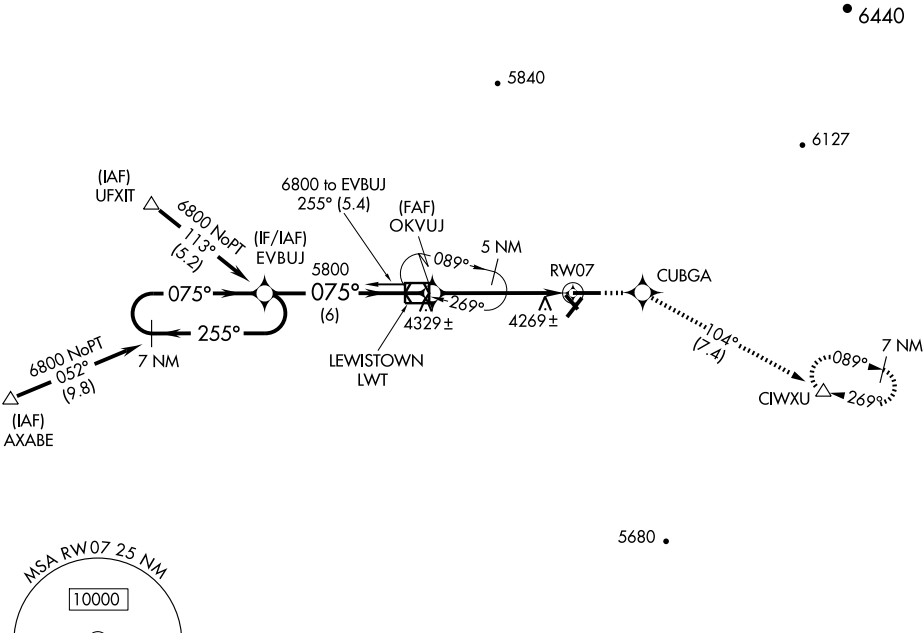 6440
5840
6127
(IAF)
UFXIT
6800 NoPT
113°
(5.2)
6800 to EVBUJ
255° (5.4)
(FAF)
OKVUJ
(IF/IAF)
EVBUJ
5 NM
089°
269°
RW07
CUBGA
5800
075°
(6)
075°
255°
7 NM
4329±
4269±
LEWISTOWN
LWT
6800 NoPT
052°
(9.8)
(IAF)
AXABE
104°
(7.4)
7 NM
089°
269°
CIWXU
5680
MSA RW07 25 NM
10000